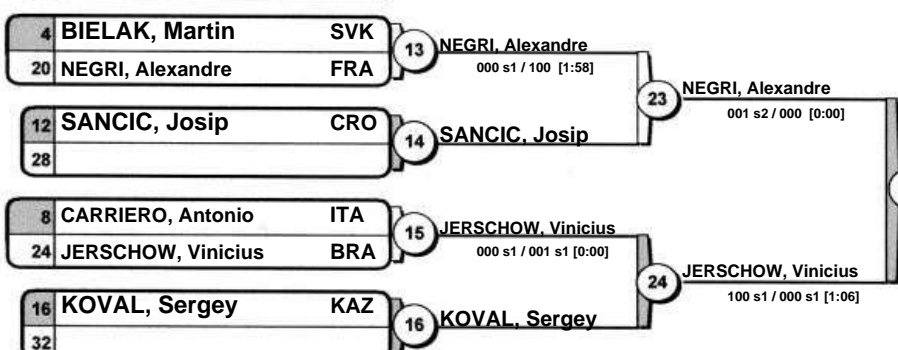 4 BIELAK, Martin SVK
20 NEGRI, Alexandre FRA
13 NEGRI, Alexandre
000 s1 / 100 [1:58]
12 SANCIC, Josip CRO
28
14 SANCIC, Josip
23 NEGRI, Alexandre
001 s2 / 000 [0:00]
8 CARRIERO, Antonio ITA
24 JERSCHOW, Vinicius BRA
15 JERSCHOW, Vinicius
000 s1 / 001 s1 [0:00]
16 KOVAL, Sergey KAZ
32
16 KOVAL, Sergey
24 JERSCHOW, Vinicius
100 s1 / 000 s1 [1:06]